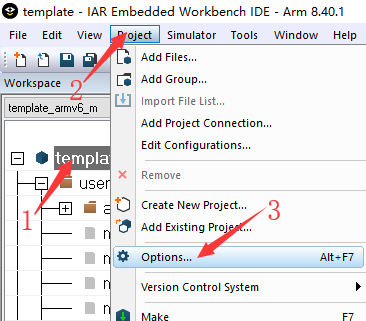 template - IAR Embedded Workbench IDE - Arm 8.40.1
File Edit View Project Simulator Tools Window
2
Workspace
template_armv6_m
Add Files...
Add Group...
Import File List...
Add Project Connection...
Edit Configurations...
Remove
Create New Project...
Add Existing Project...
Options... Alt+F7
Version Control System
Make F7
templa
user
a
1
3